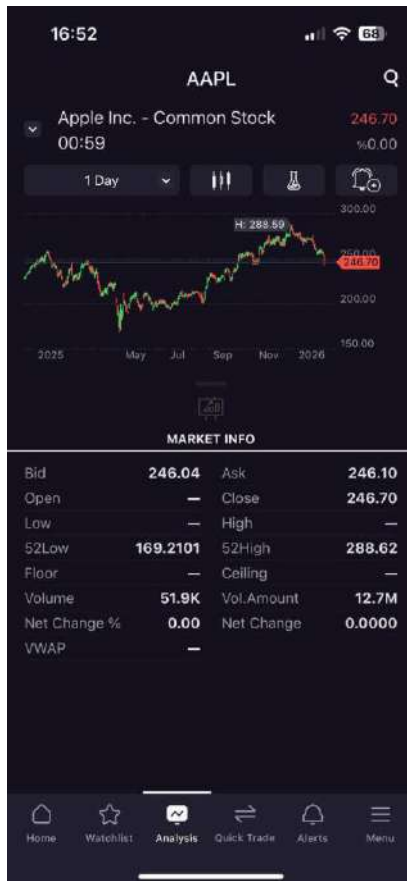 16:52
68
AAPL
Apple Inc. - Common Stock
246.70
00:59
%0.00
1 Day
300.00
H: 288.59
250.00
246.70
200.00
150.00
2025 May Jul Sep Nov 2026
MARKET INFO
Bid 246.04 Ask 246.10
Open — Close 246.70
Low — High —
52Low 169.2101 52High 288.62
Floor — Ceiling —
Volume 51.9K Vol.Amount 12.7M
Net Change % 0.00 Net Change 0.0000
VWAP —
Home Watchlist Analysis Quick Trade Alerts Menu